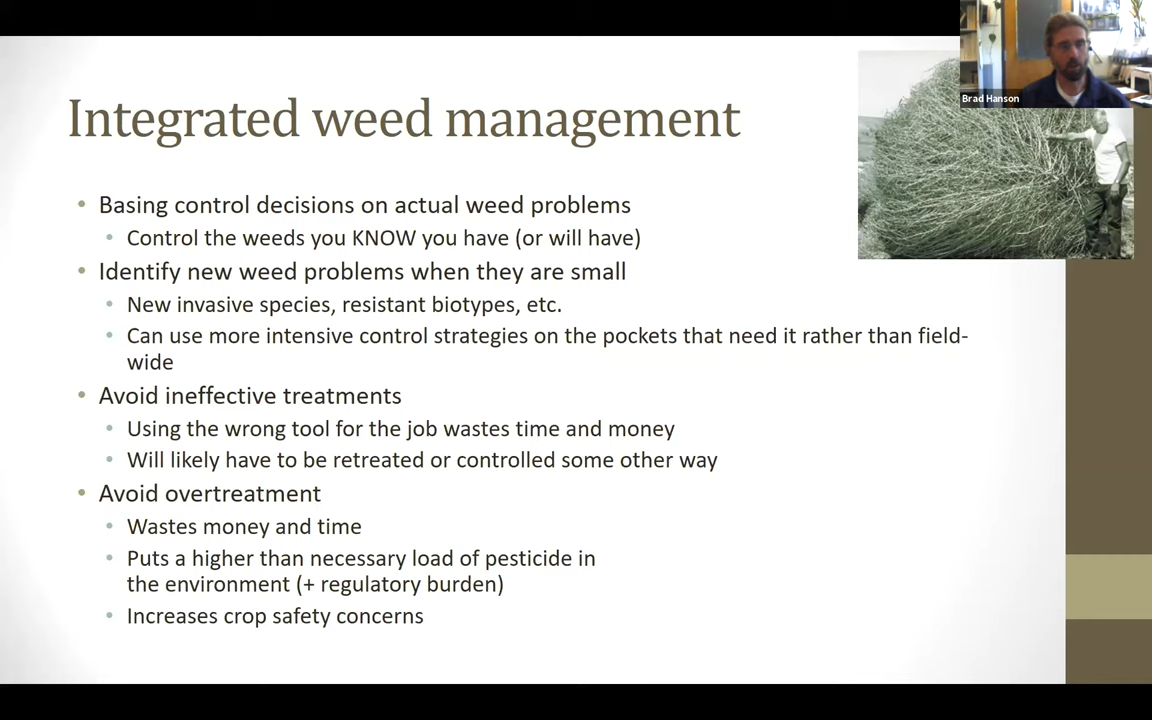 Brad Hanson
Integrated weed management
• Basing control decisions on actual weed problems
• Control the weeds you KNOW you have (or will have)
• Identify new weed problems when they are small
• New invasive species, resistant biotypes, etc.
• Can use more intensive control strategies on the pockets that need it rather than field-
wide
• Avoid ineffective treatments
• Using the wrong tool for the job wastes time and money
• Will likely have to be retreated or controlled some other way
• Avoid overtreatment
• Wastes money and time
• Puts a higher than necessary load of pesticide in
the environment (+ regulatory burden)
• Increases crop safety concerns